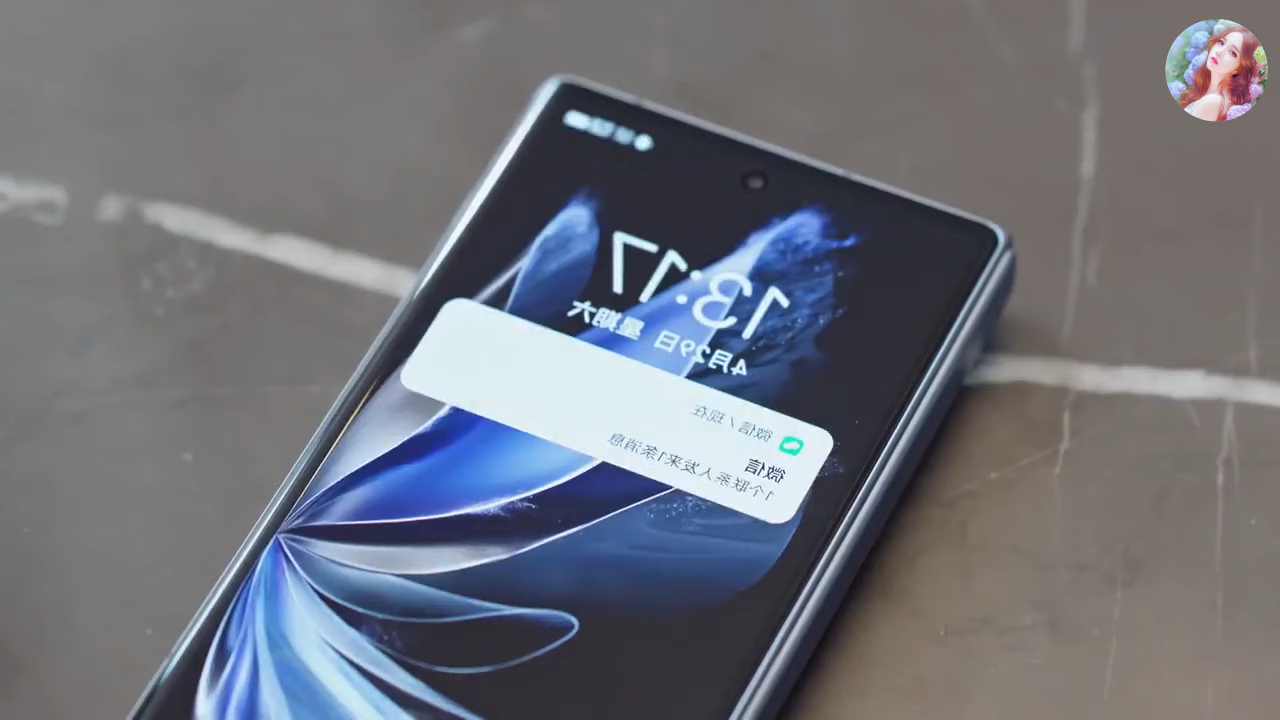 13:17
4月29日 星期六
微信 / 现在
微信
1个联系人发来1条消息